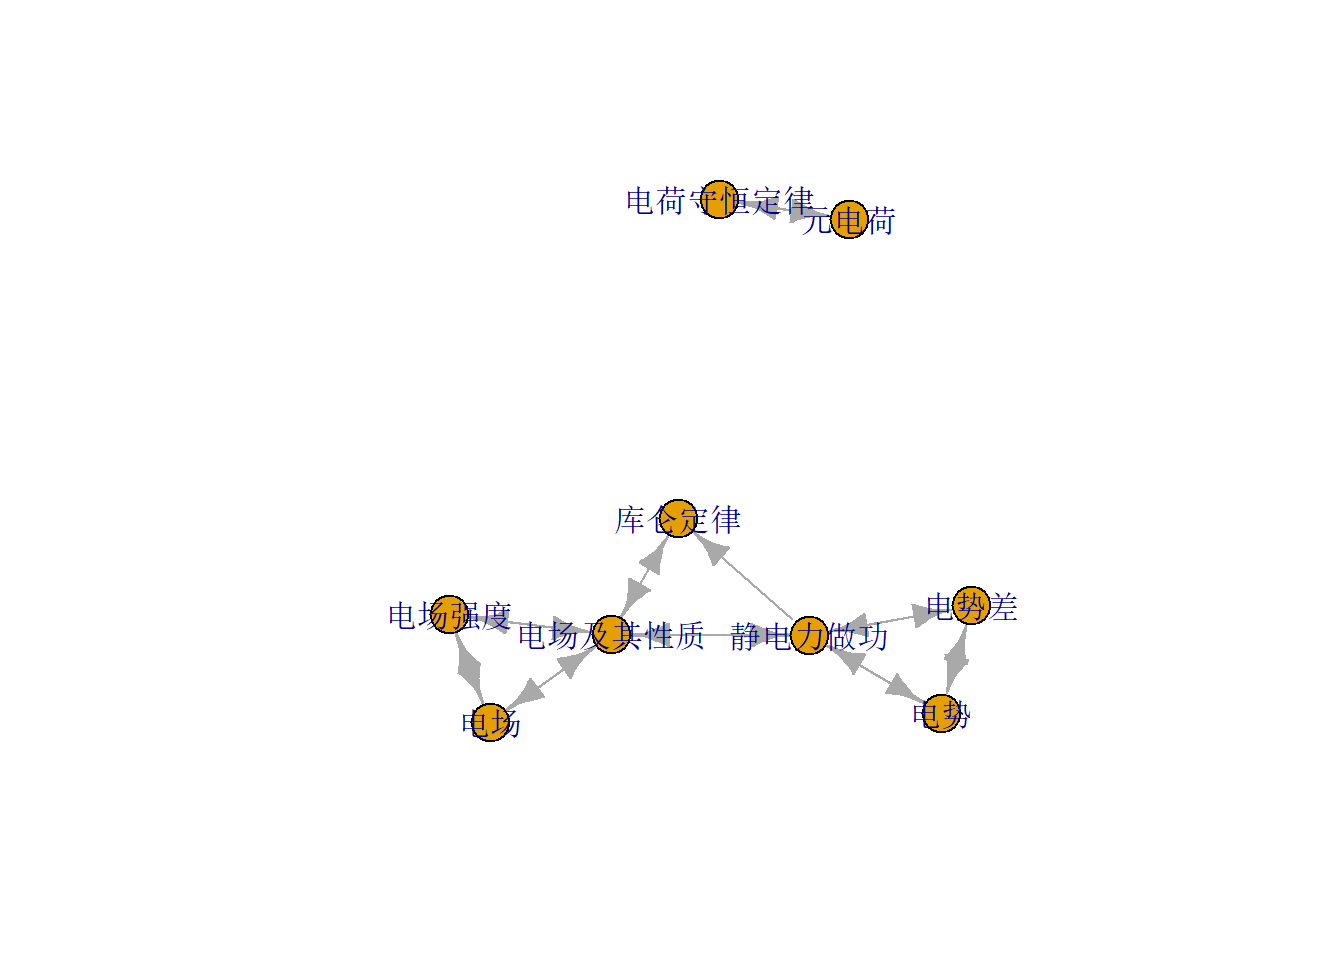 电荷守恒定律
元电荷
库仑定律
电势差
电场强度
电场及其性质
静电力做功
电势
电场